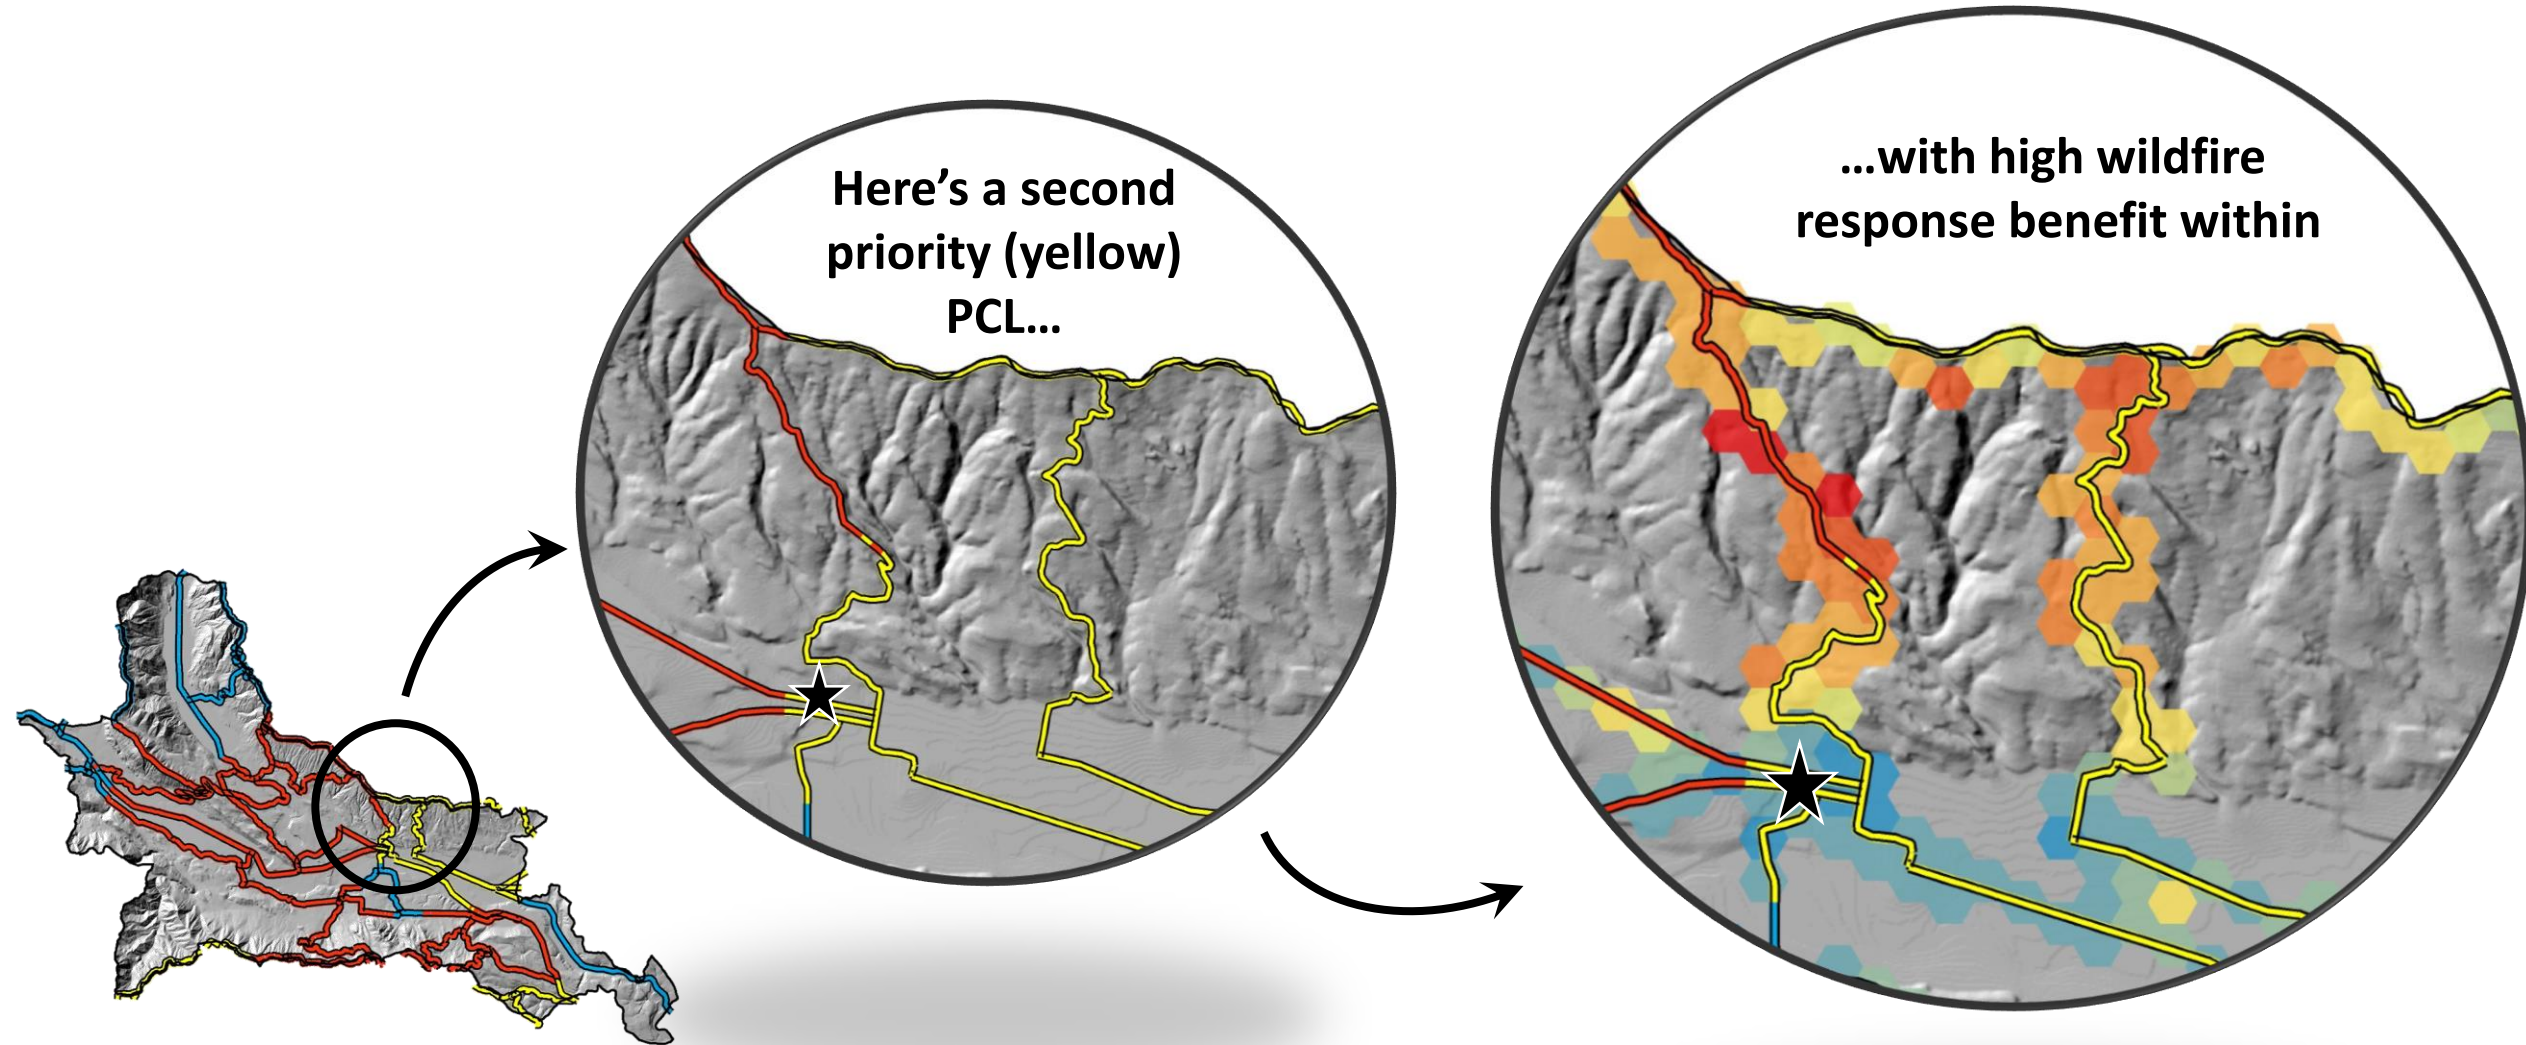 Here’s a second
priority (yellow)
PCL...
...with high wildfire
response benefit within